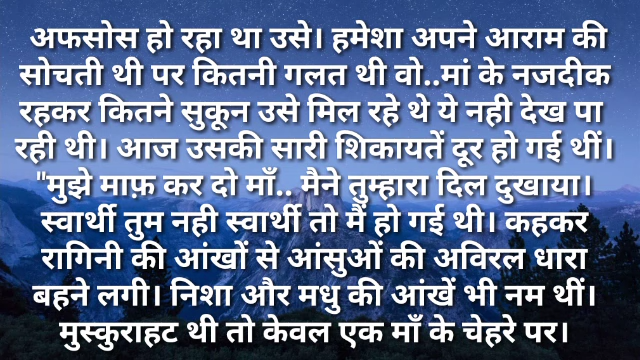 अफसोस हो रहा था उसे। हमेशा अपने आराम की
सोचती थी पर कितनी गलत थी वो..मां के नजदीक
रहकर कितने सुकून उसे मिल रहे थे ये नही देख पा
रही थी। आज उसकी सारी शिकायतें दूर हो गई थीं।
"मुझे माफ़ कर दो माँ.. मैने तुम्हारा दिल दुखाया।
स्वार्थी तुम नही स्वार्थी तो मैं हो गई थी। कहकर
रागिनी की आंखों से आंसुओं की अविरल धारा
बहने लगी। निशा और मधु की आंखें भी नम थीं।
मुस्कुराहट थी तो केवल एक माँ के चेहरे पर।